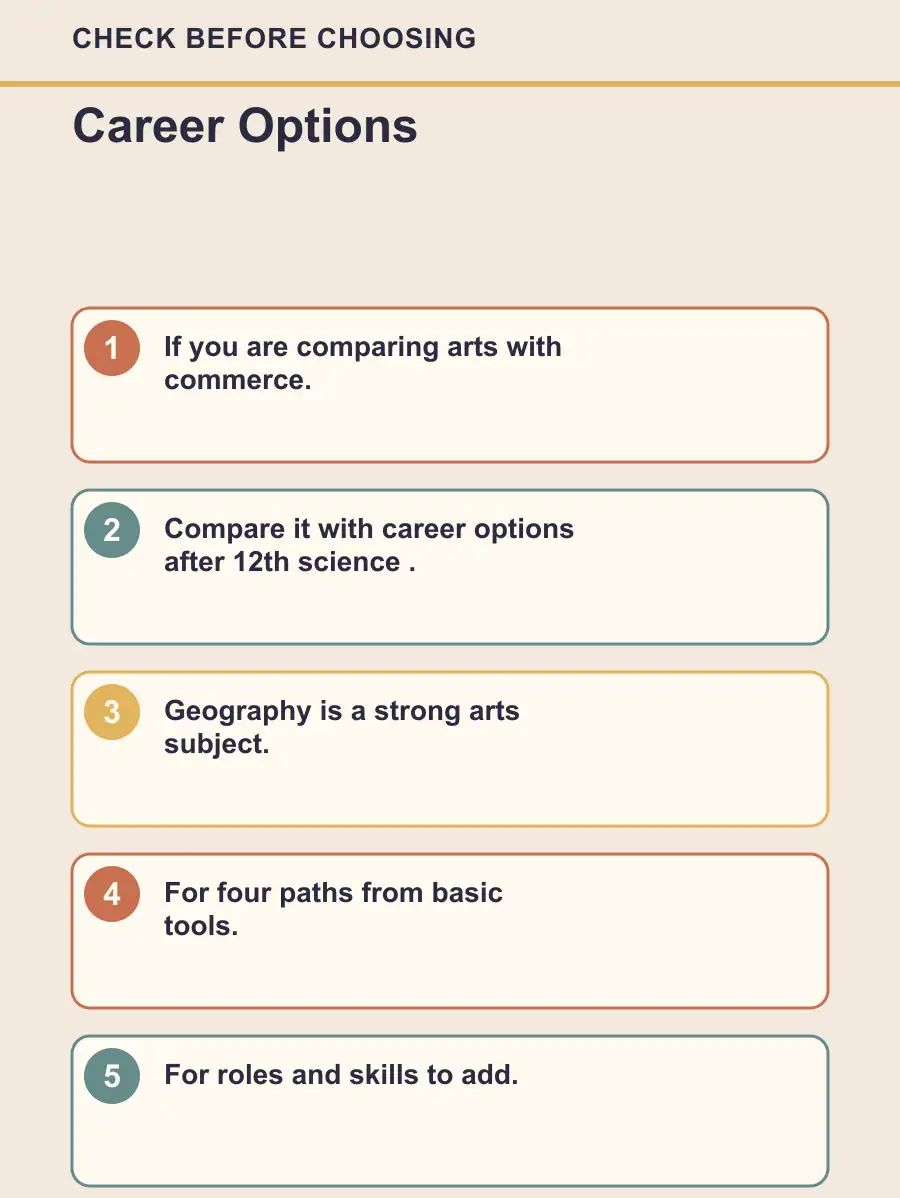 CHECK BEFORE CHOOSING
Career Options
1
If you are comparing arts with
commerce.
2
Compare it with career options
after 12th science .
3
Geography is a strong arts
subject.
4
For four paths from basic
tools.
5
For roles and skills to add.